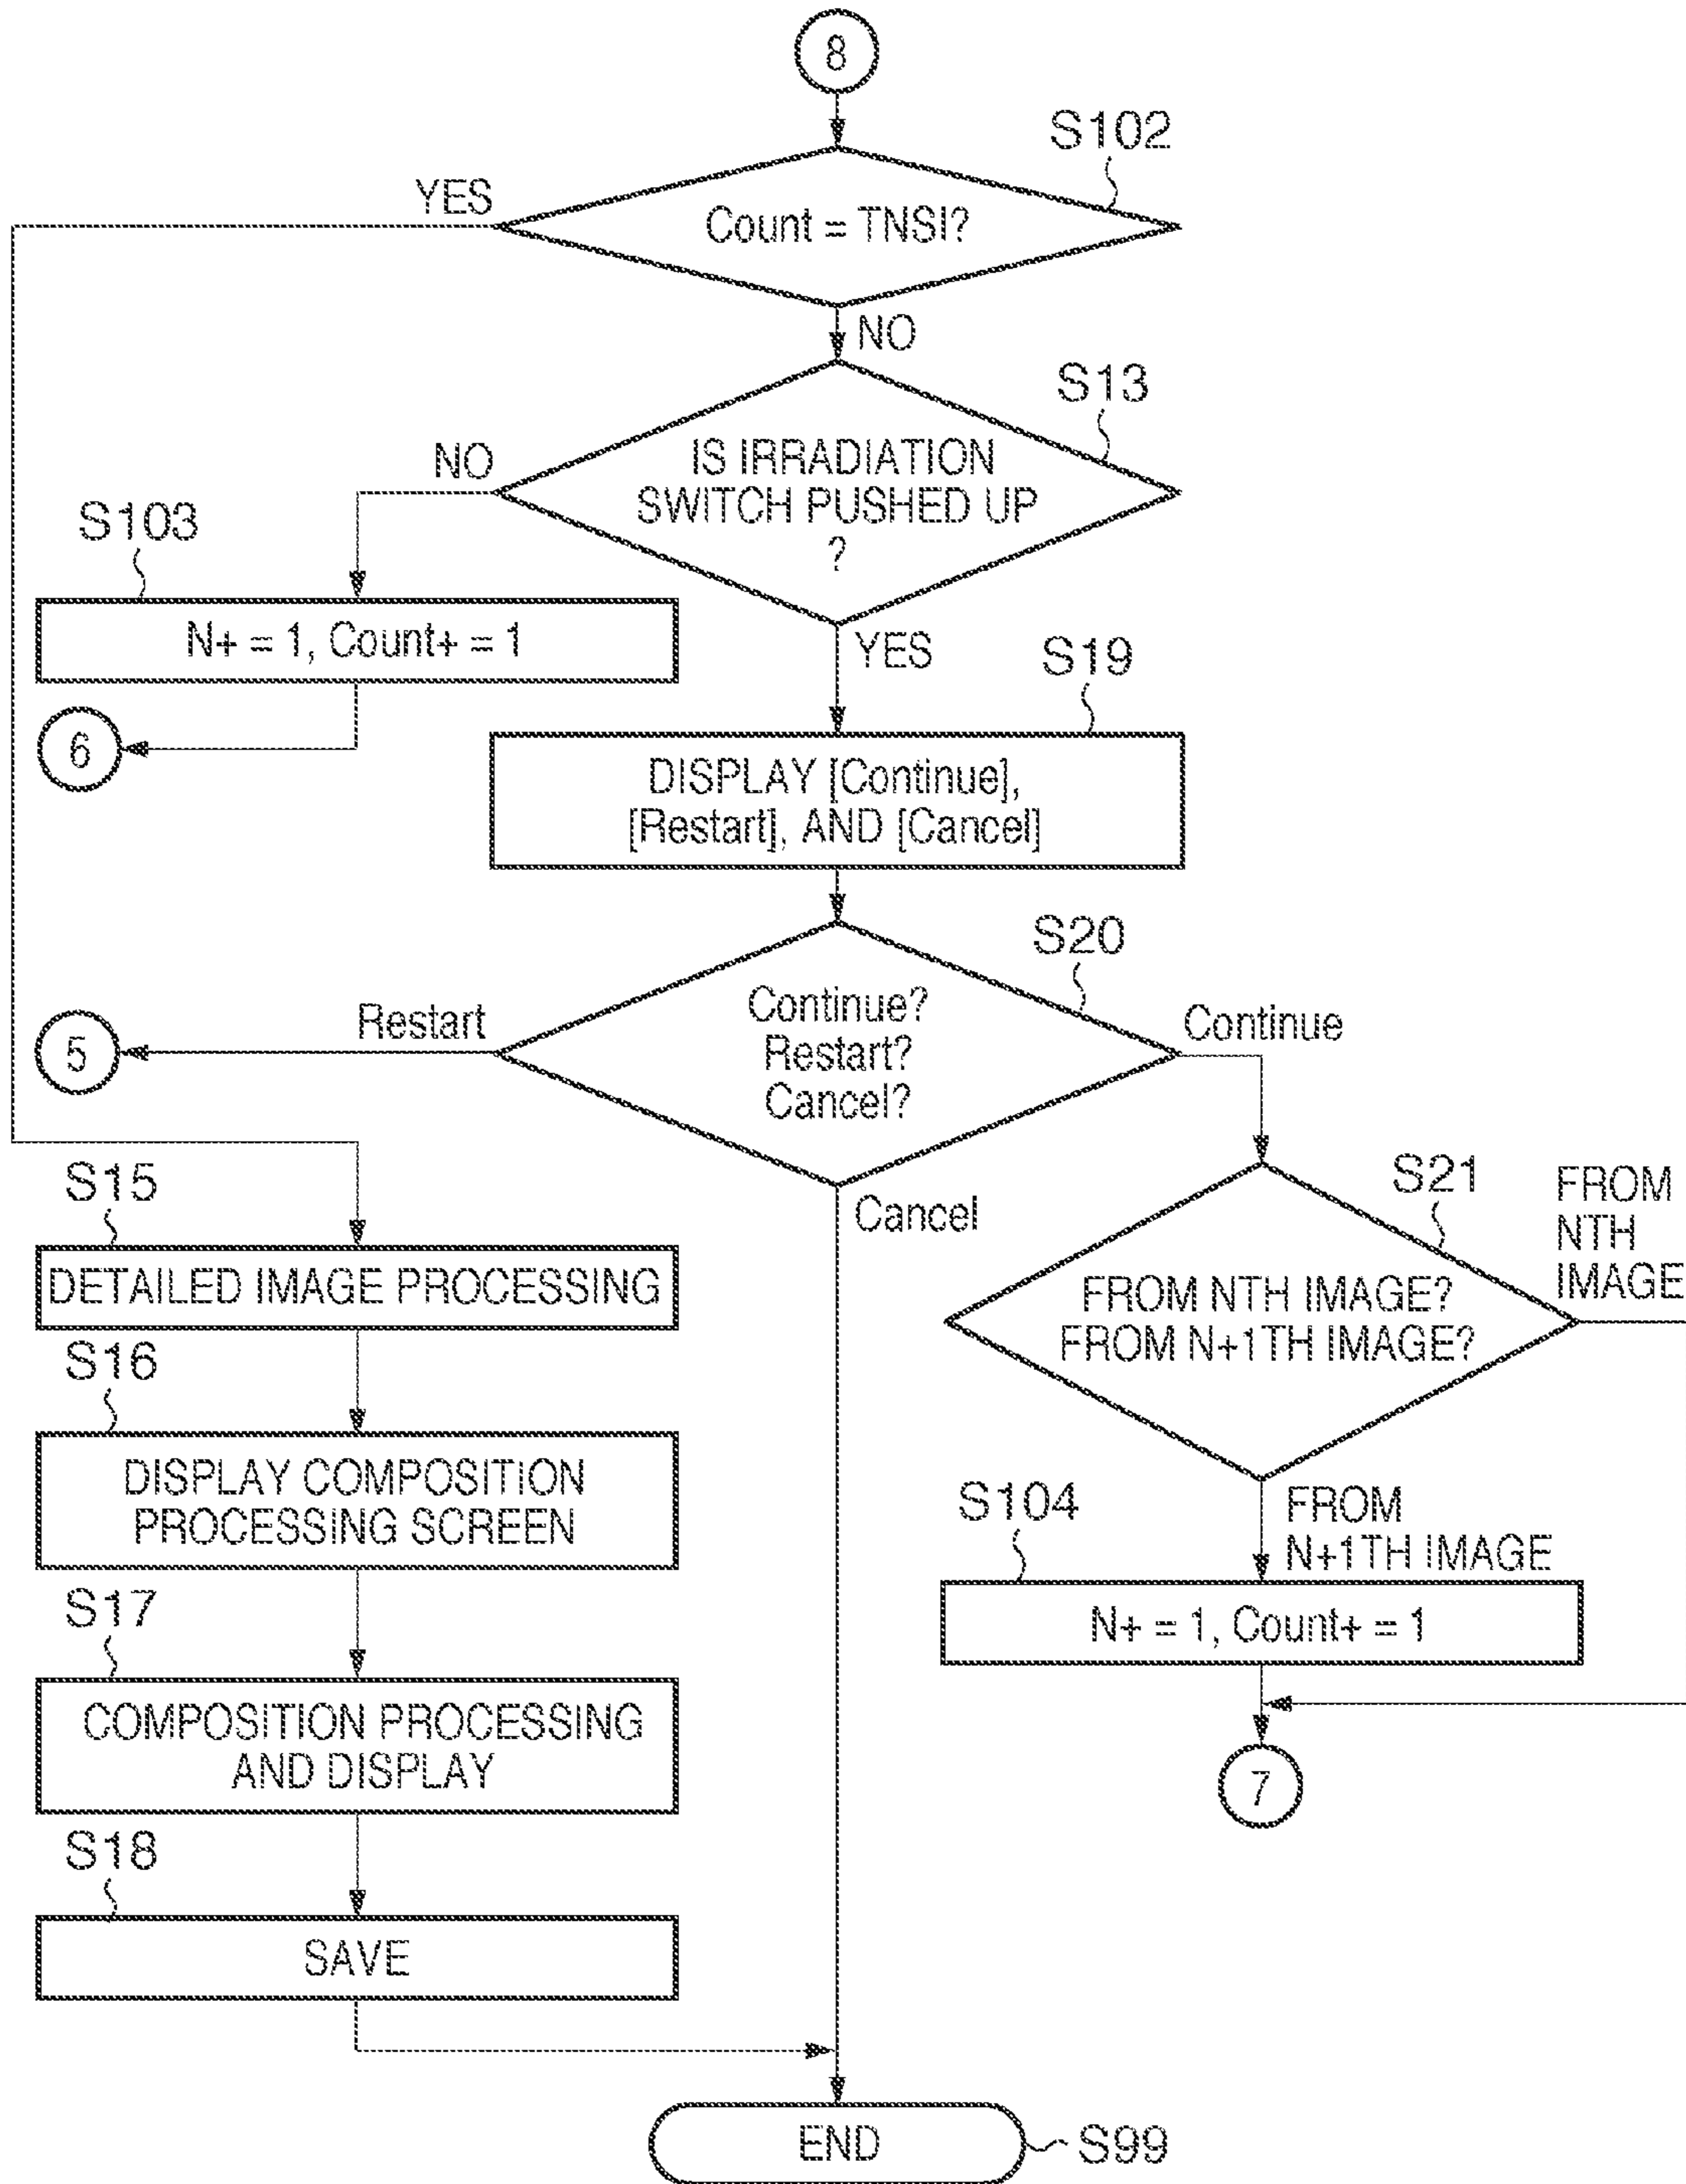 8
S102
YES
Count = TNSI?
NO
S13
NO
IS IRRADIATION
SWITCH PUSHED UP
?
S103
N+ = 1, Count+ = 1
YES
S19
6
DISPLAY [Continue],
[Restart], AND [Cancel]
S20
Restart
Continue?
Restart?
Cancel?
Continue
5
Cancel
S15
DETAILED IMAGE PROCESSING
S21
FROM
NTH
IMAGE
FROM NTH IMAGE?
FROM N+1TH IMAGE?
S16
DISPLAY COMPOSITION
PROCESSING SCREEN
S104
FROM
N+1TH IMAGE
N+ = 1, Count+ = 1
S17
COMPOSITION PROCESSING
AND DISPLAY
7
S18
SAVE
END
S99